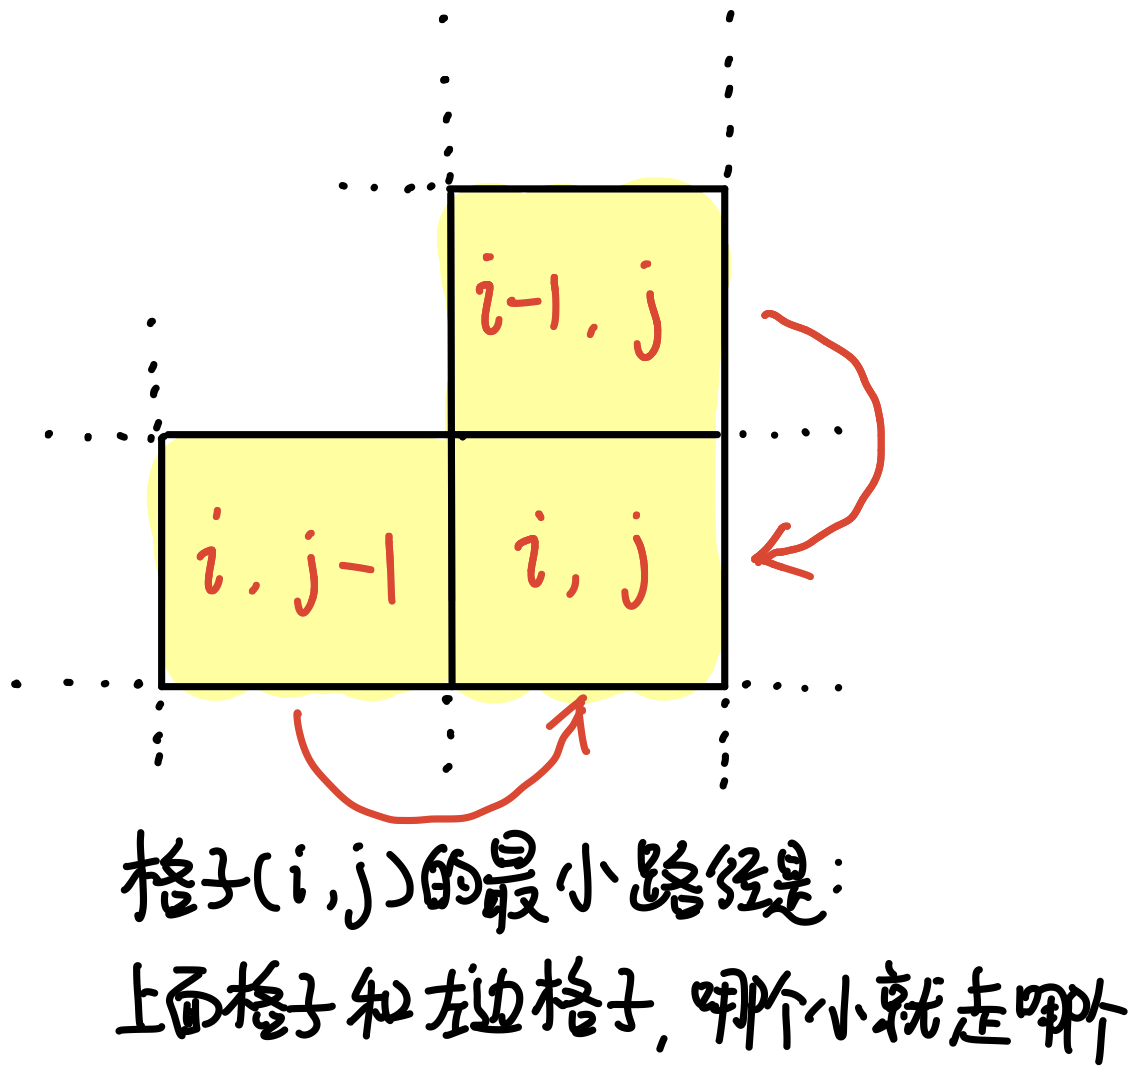 i-1, j
i, j-1
i, j
格子(i,j)的最小路径是:
上面格子和左边格子,哪个小就走哪个